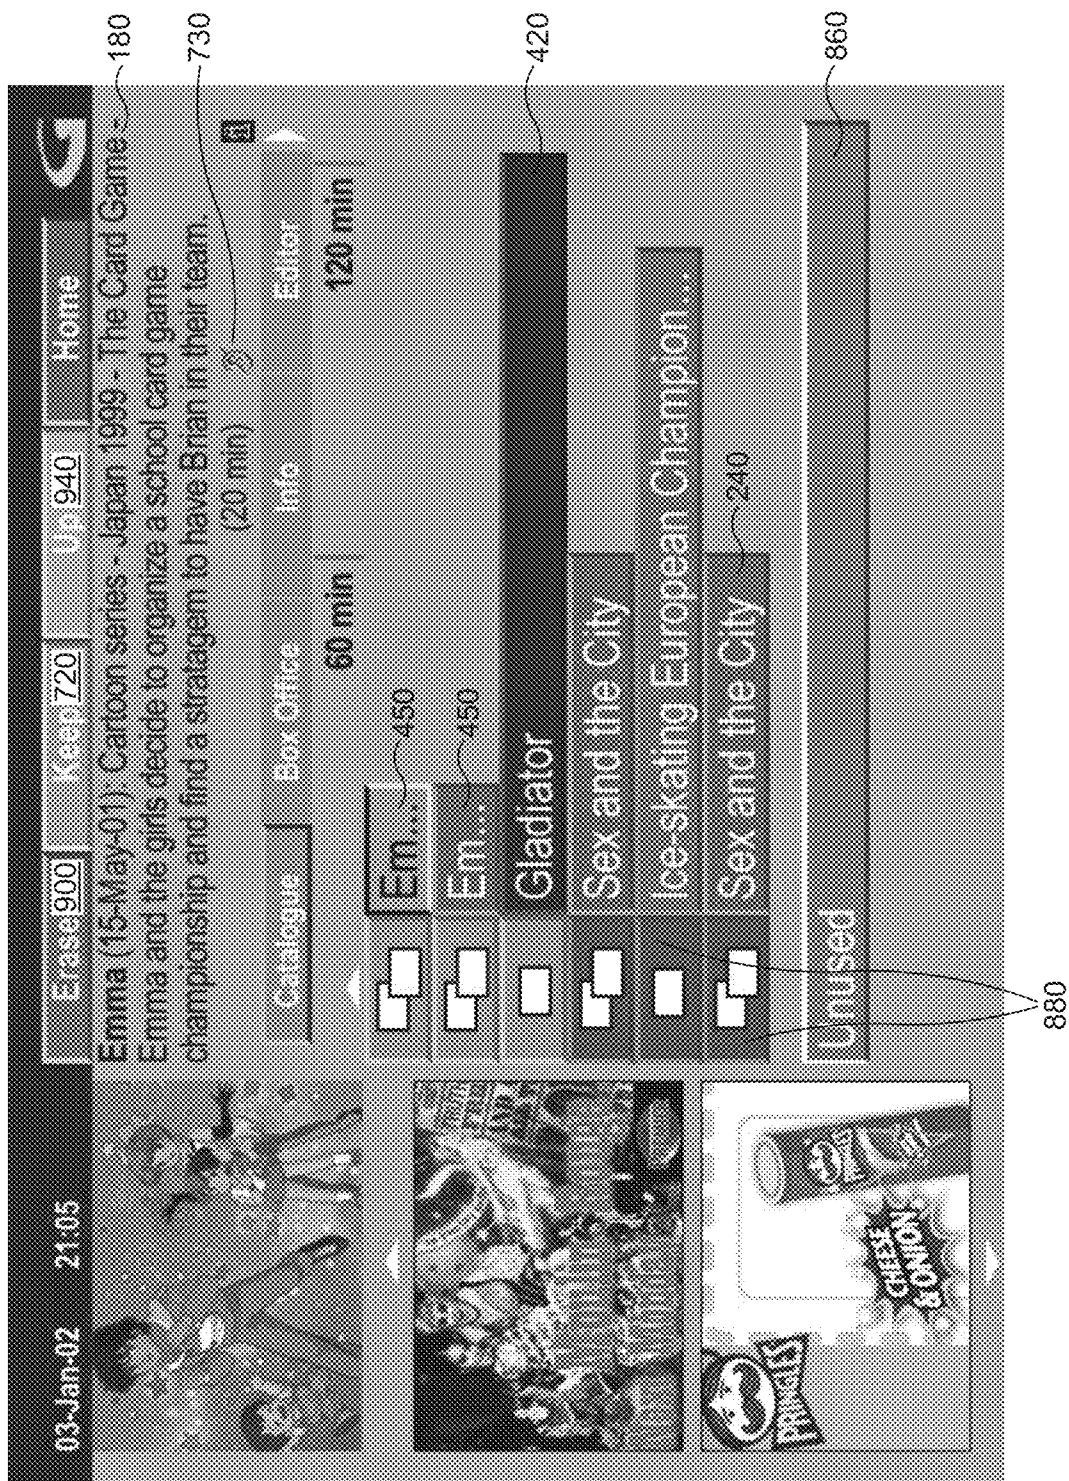 03-Jan-02 21:05
Erase 900 Keep 720 Up 940 Home
Emma (15-May-01) Cartoon series - Japan 1999 - The Card Game -
Emma and the girls decide to organize a school card game
championship and find a stratagem to have Brian in their team.
(20 min)
Catalogue Box Office Info Editor
60 min 120 min
Em...
Em...
Gladiator
Sex and the City
Ice-skating European Champion...
Sex and the City
Unused
180
730
450
450
420
240
860
880
PRINGLES
CHEESE
& ONION